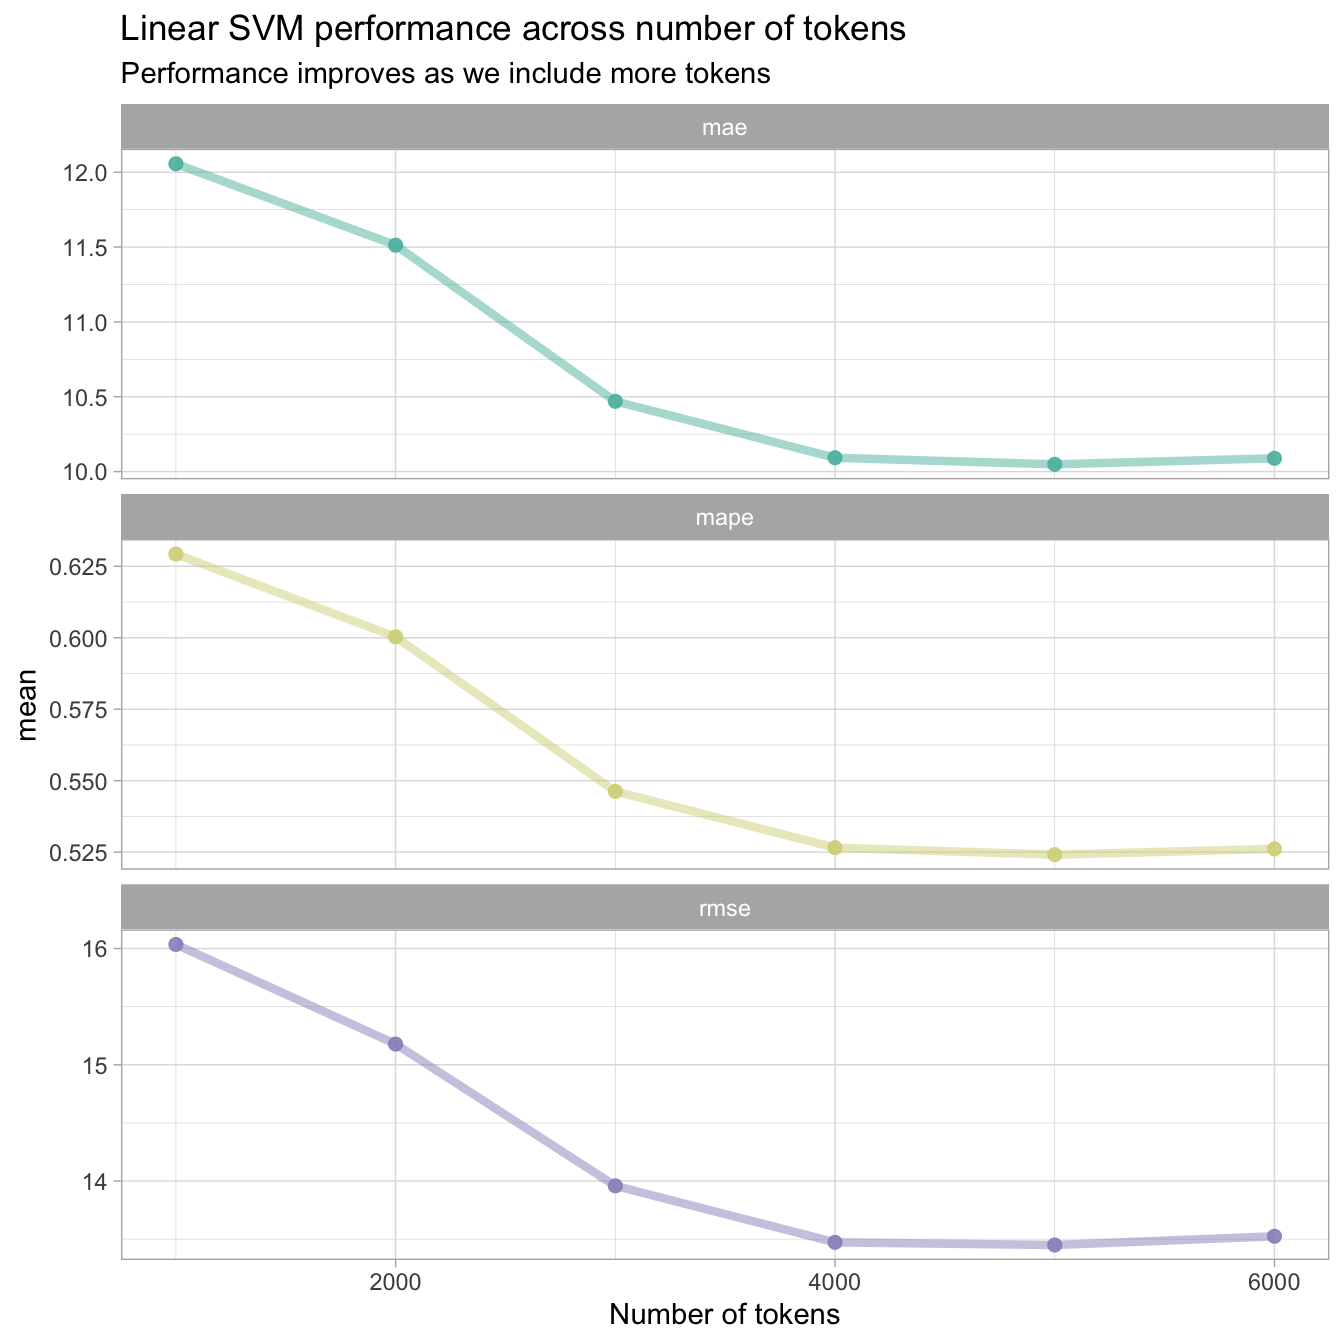 Linear SVM performance across number of tokens
Performance improves as we include more tokens
mae
12.0
11.5
11.0
10.5
10.0
mape
0.625
0.600
0.575
0.550
0.525
mean
rmse
16
15
14
2000 4000 6000
Number of tokens